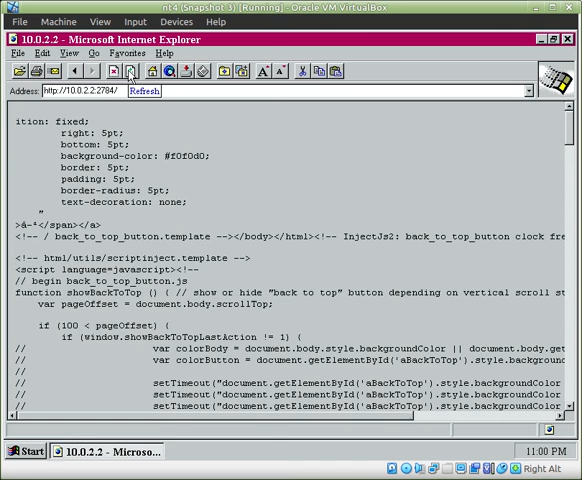 nt4 (Snapshot 3) [Running] - Oracle VM VirtualBox
File Machine View Input Devices Help
10.0.2.2 - Microsoft Internet Explorer
File Edit View Go Favorites Help
Address: http://10.0.2.2:2784/
Refresh
ition: fixed;
right: 5pt;
bottom: 5pt;
background-color: #f0f0d0;
border: 5pt;
padding: 5pt;
border-radius: 5pt;
text-decoration: none;
"
></span></a>
<!-- / back_to_top_button.template --></body></html><!-- InjectJs2: back_to_top_button clock fre
<!-- html/utils/scriptinject.template -->
<script language=javascript><!--
// begin back_to_top_button.js
function showBackToTop () { // show or hide "back to top" button depending on vertical scroll st
var pageOffset = document.body.scrollTop;
if (100 < pageOffset) {
if (window.showBackToTopLastAction != 1) {
// var colorBody = document.body.style.backgroundColor || document.body.get
// var colorButton = document.getElementById('aBackToTop').style.background
//
// setTimeout("document.getElementById('aBackToTop').style.backgroundColor
// setTimeout("document.getElementById('aBackToTop').style.backgroundColor
// setTimeout("document.getElementById('aBackToTop').style.backgroundColor
Start 10.0.2.2 - Microso... 11:00 PM
Right Alt